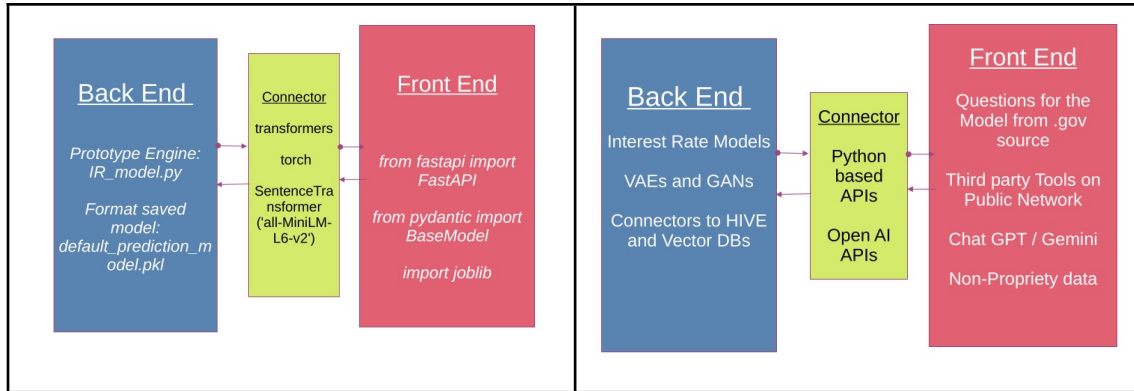 Back End
Prototype Engine:
IR_model.py
Format saved
model:
default_prediction_m
odel.pkl
Connector
transformers
torch
SentenceTra
nsformer
('all-MiniLM-
L6-v2')
Front End
from fastapi import
FastAPI
from pydantic import
BaseModel
import joblib
Back End
Interest Rate Models
VAEs and GANs
Connectors to HIVE
and Vector DBs
Connector
Python
based
APIs
Open AI
APIs
Front End
Questions for the
Model from .gov
source
Third party Tools on
Public Network
Chat GPT / Gemini
Non-Propriety data